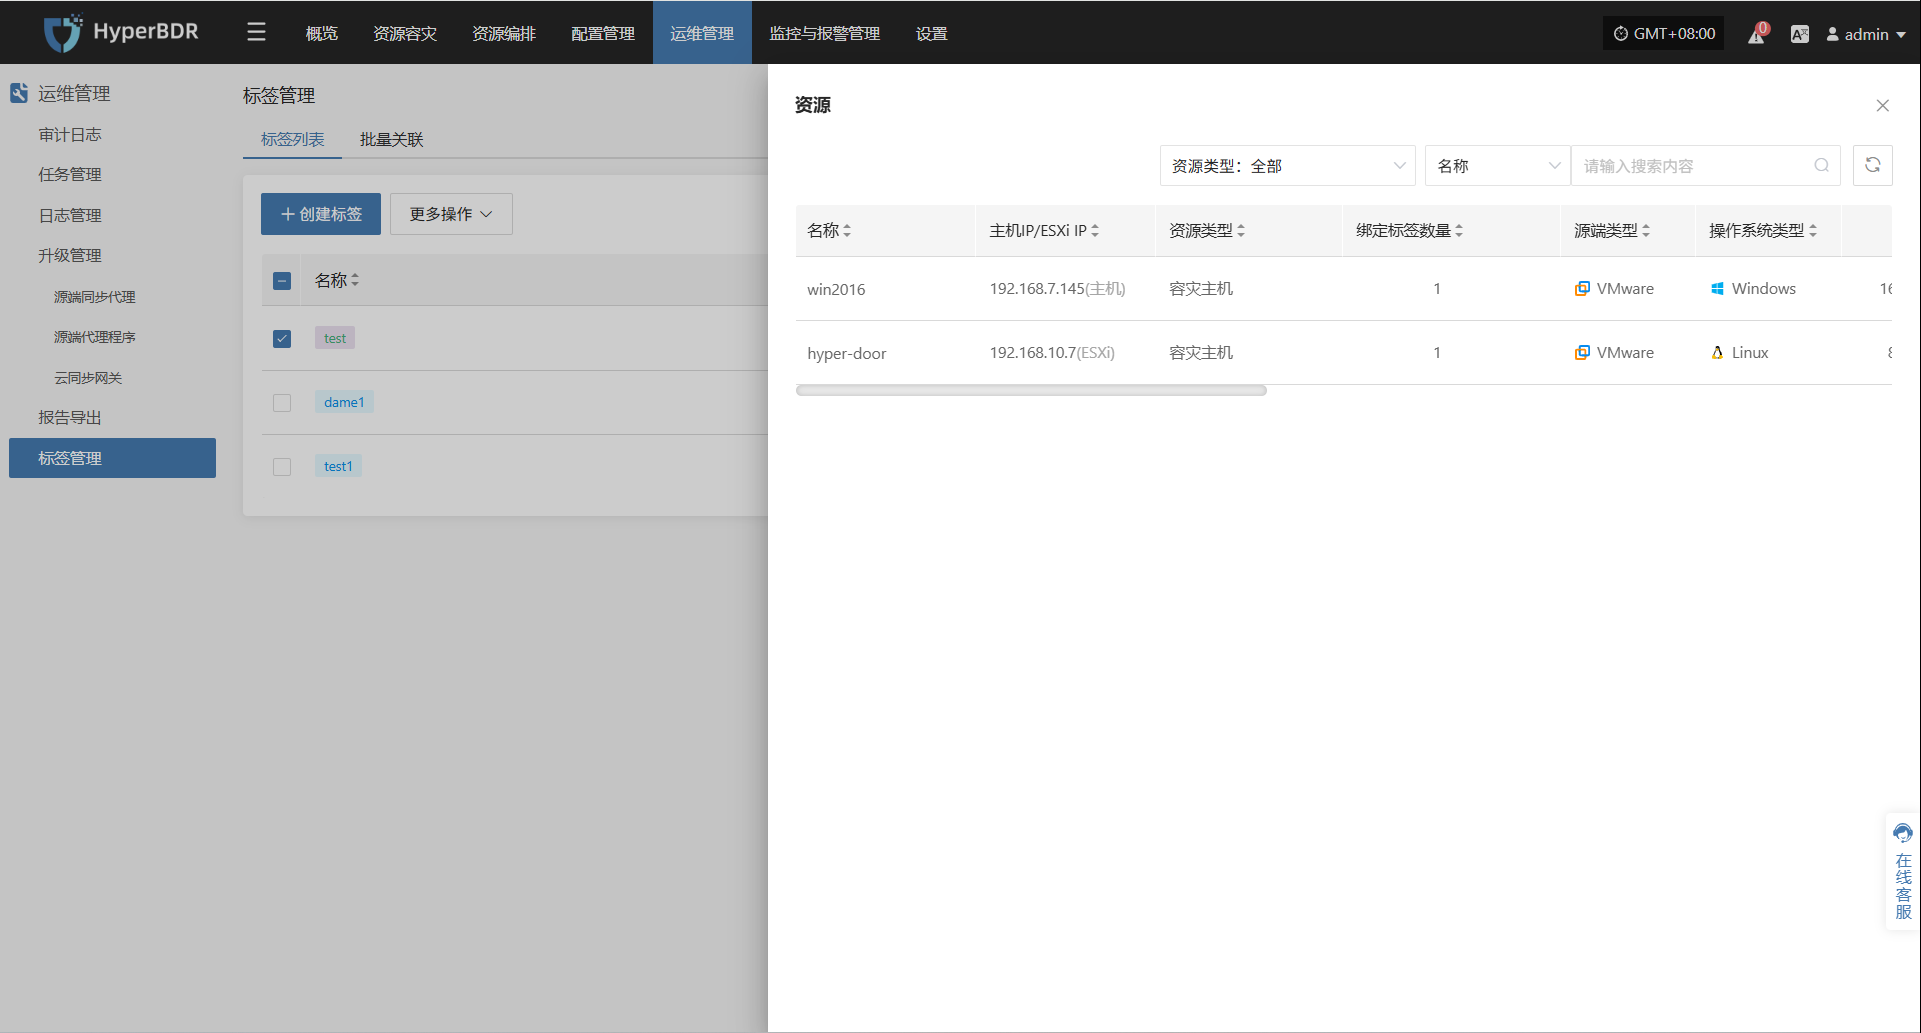 HyperBDR 概览 资源容灾 资源编排 配置管理 运维管理 监控与报警管理 设置 GMT+08:00 0 admin
运维管理
审计日志
任务管理
日志管理
升级管理
源端同步代理
源端代理程序
云同步网关
报告导出
标签管理
标签管理
标签列表 批量关联
创建标签 更多操作
名称
test
dame1
test1
资源
资源类型：全部 名称 请输入搜索内容
名称 主机IP/ESXi IP 资源类型 绑定标签数量 源端类型 操作系统类型
win2016 192.168.7.145(主机) 容灾主机 1 VMware Windows 16
hyper-door 192.168.10.7(ESXi) 容灾主机 1 VMware Linux
在线客服